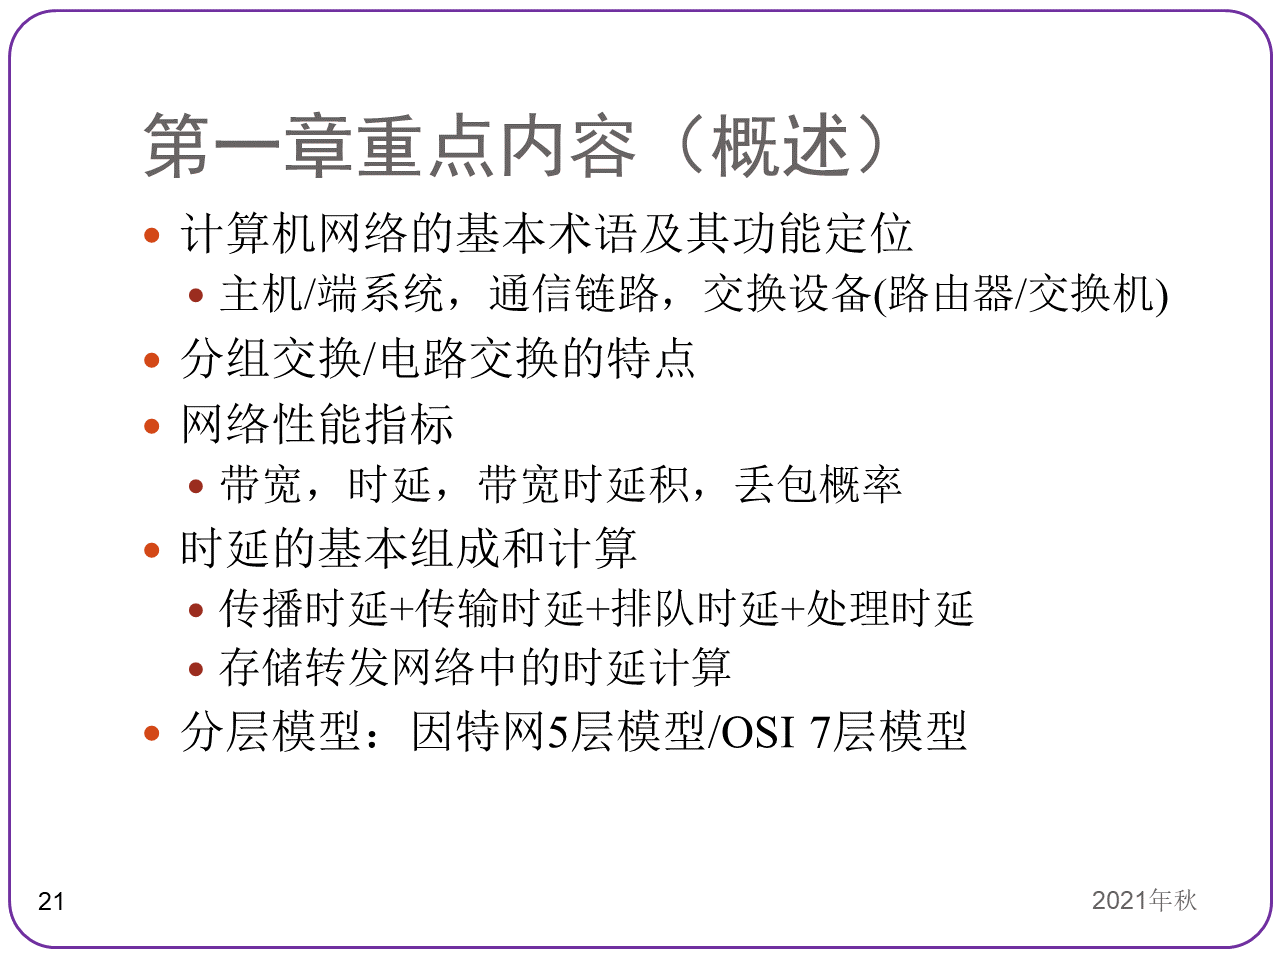 第一章重点内容（概述）
计算机网络的基本术语及其功能定位
主机/端系统，通信链路，交换设备(路由器/交换机)
分组交换/电路交换的特点
网络性能指标
带宽，时延，带宽时延积，丢包概率
时延的基本组成和计算
传播时延+传输时延+排队时延+处理时延
存储转发网络中的时延计算
分层模型：因特网5层模型/OSI 7层模型
21
2021年秋